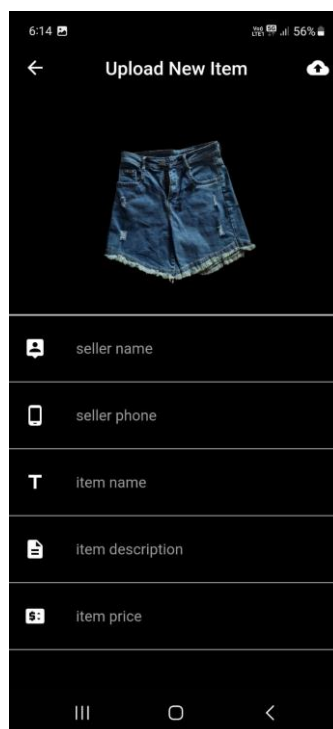 6:14
56%
Upload New Item
seller name
seller phone
item name
item description
item price